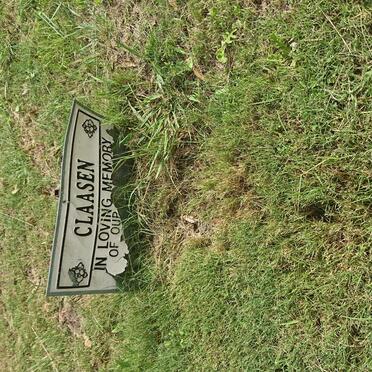 CLAASEN
IN LOVING MEMORY
OF OUR